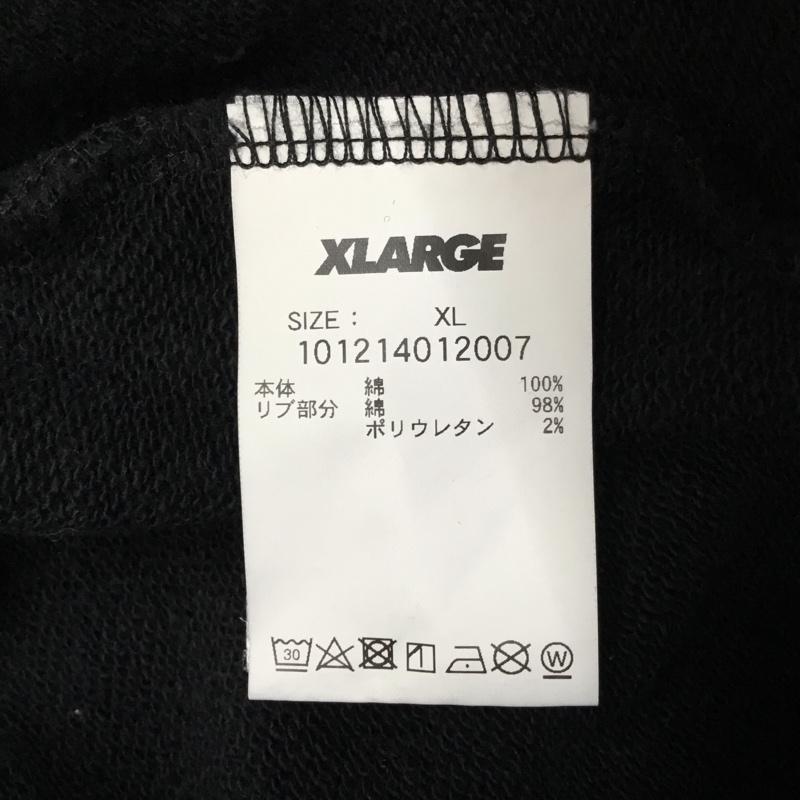 XLARGE
SIZE : XL
101214012007
本体 綿 100%
リブ部分 綿 98%
ポリウレタン 2%
30
W